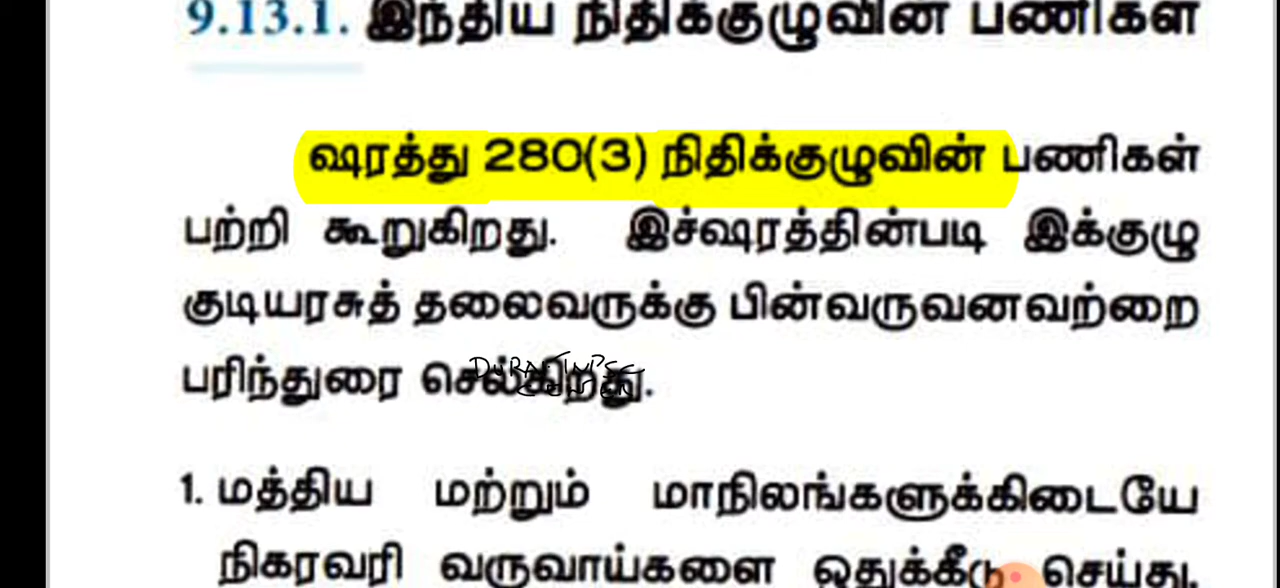 9.13.1. இந்திய நிதிக்குழுவின் பணிகள்
ஷரத்து 280(3) நிதிக்குழுவின் பணிகள்
பற்றி கூறுகிறது. இச்ஷரத்தின்படி இக்குழு
குடியரசுத் தலைவருக்கு பின்வருவனவற்றை
பரிந்துரை செய்கிறது.
1. மத்திய மற்றும் மாநிலங்களுக்கிடையே
நிகரவரி வருவாய்களை ஒதுக்கீடு செய்து,